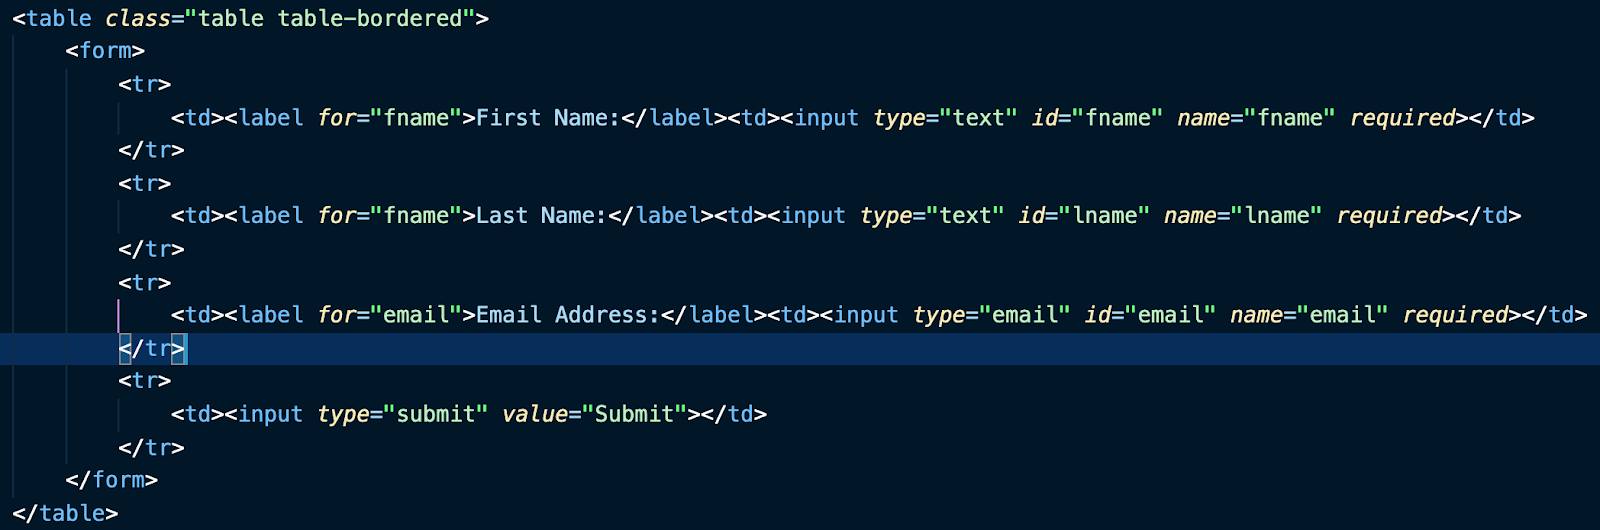 <table class="table table-bordered">
    <form>
        <tr>
            <td><label for="fname">First Name:</label><td><input type="text" id="fname" name="fname" required></td>
        </tr>
        <tr>
            <td><label for="fname">Last Name:</label><td><input type="text" id="lname" name="lname" required></td>
        </tr>
        <tr>
            <td><label for="email">Email Address:</label><td><input type="email" id="email" name="email" required></td>
        </tr>
        <tr>
            <td><input type="submit" value="Submit"></td>
        </tr>
    </form>
</table>